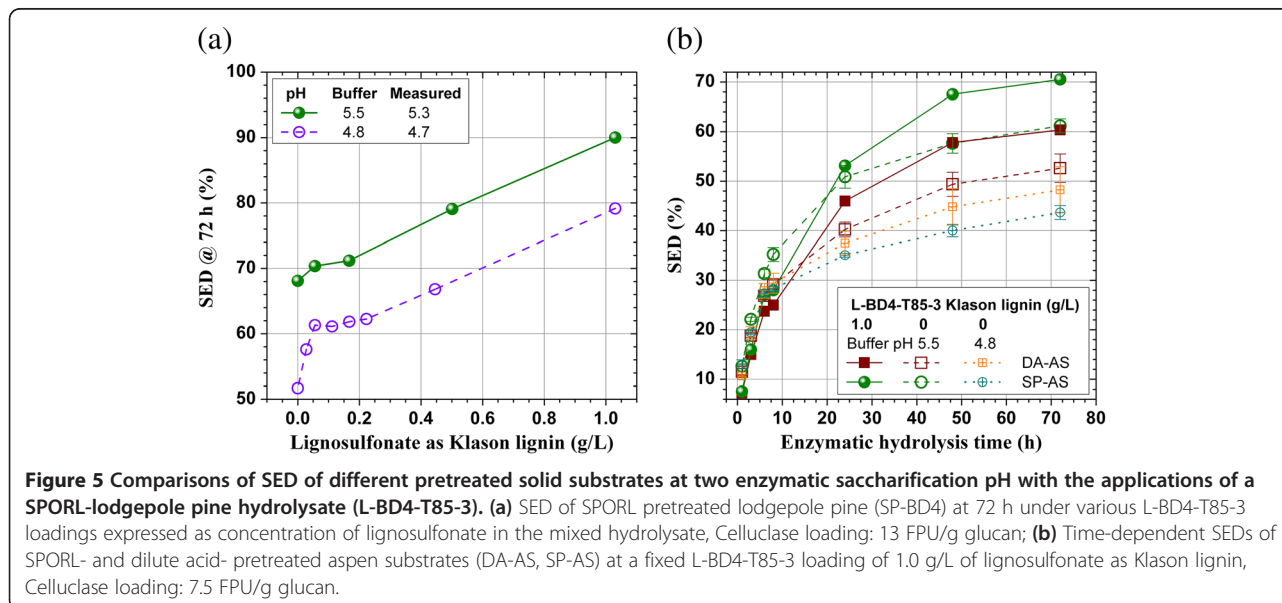 (a)
100
90
80
70
60
50
SED @ 72 h (%)
pH Buffer Measured
5.5 5.3
4.8 4.7
0.0 0.2 0.4 0.6 0.8 1.0
Lignosulfonate as Klason lignin (g/L)
(b)
70
60
50
40
30
20
10
SED (%)
L-BD4-T85-3 Klason lignin (g/L)
1.0 0 0
Buffer pH 5.5 4.8
DA-AS
SP-AS
0 10 20 30 40 50 60 70 80
Enzymatic hydrolysis time (h)
Figure 5 Comparisons of SED of different pretreated solid substrates at two enzymatic saccharification pH with the applications of a
SPORL-lodgepole pine hydrolysate (L-BD4-T85-3). (a) SED of SPORL pretreated lodgepole pine (SP-BD4) at 72 h under various L-BD4-T85-3
loadings expressed as concentration of lignosulfonate in the mixed hydrolysate, Celluclase loading: 13 FPU/g glucan; (b) Time-dependent SEDs of
SPORL- and dilute acid- pretreated aspen substrates (DA-AS, SP-AS) at a fixed L-BD4-T85-3 loading of 1.0 g/L of lignosulfonate as Klason lignin,
Celluclase loading: 7.5 FPU/g glucan.